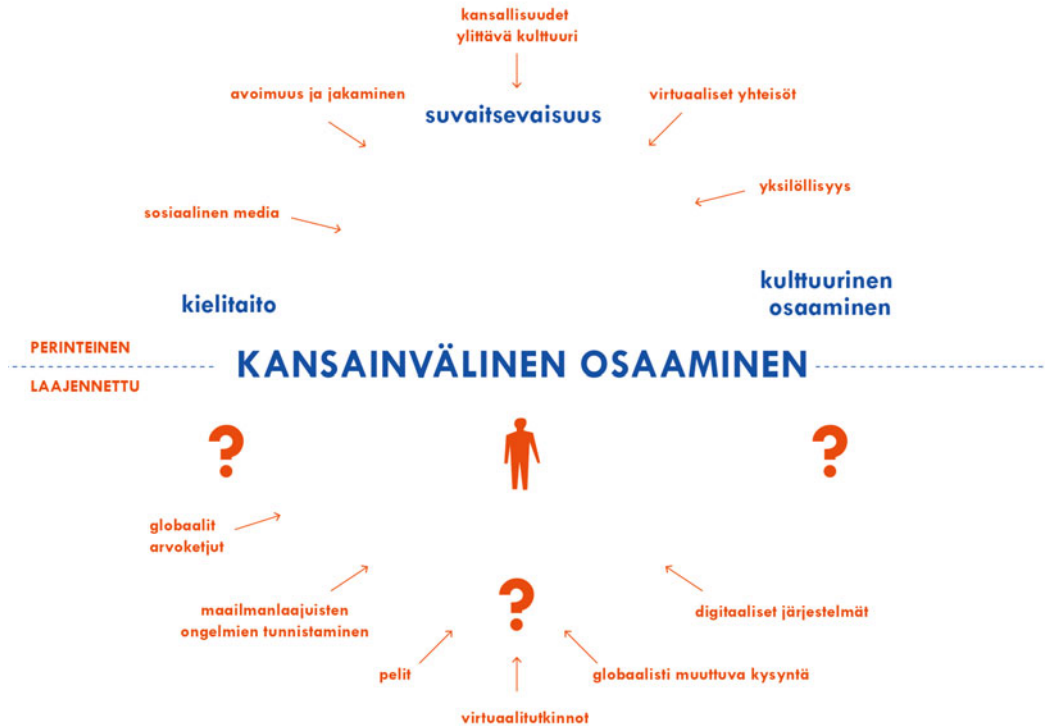 kansallisuudet
ylittävä kulttuuri
avoimuus ja jakaminen
virtuaaliset yhteisöt
suvaitsevaisuus
yksilöllisyys
sosiaalinen media
kielitaito
kulttuurinen
osaaminen
PERINTEINEN
KANSAINVÄLINEN OSAAMINEN
LAAJENNETTU
?
?
globaalit
arvoketjut
?
maailmanlaajuisten
ongelmien tunnistaminen
digitaaliset järjestelmät
pelit
globaalisti muuttuva kysyntä
virtuaalitutkinnot